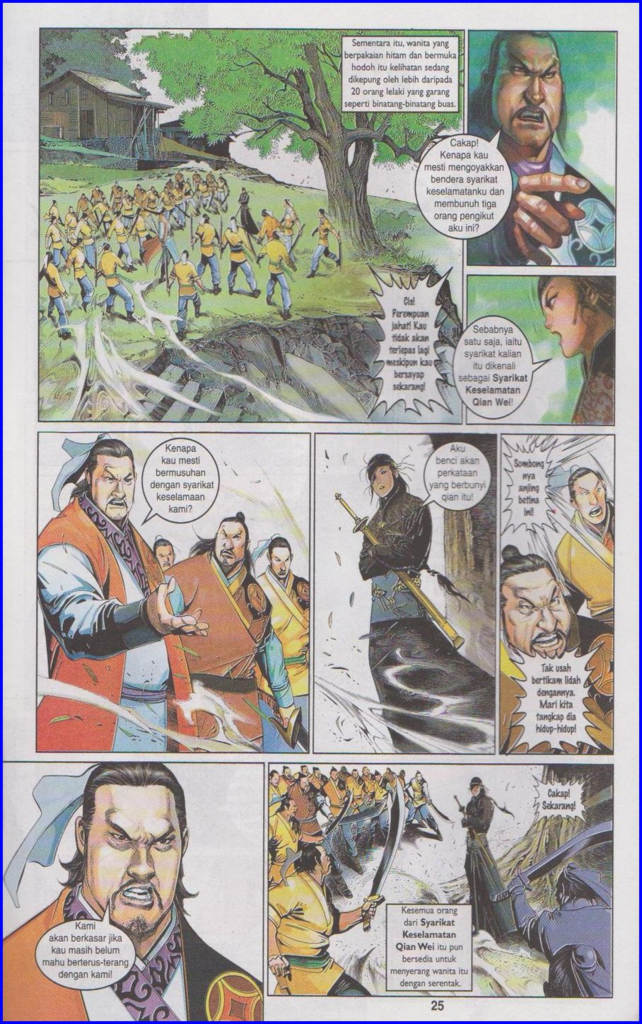 Sementara itu, wanita yang
berpakaian hitam dan bermuka
hodoh itu kelihatan sedang
dikepung oleh lebih daripada
20 orang lelaki yang garang
seperti binatang-binatang buas.
Cakap!
Kenapa kau
mesti mengoyakkan
bendera syarikat
keselamatanku dan
membunuh tiga
orang pengikut
aku ini?
Cis!
Perempuan
jahat! Kau
tidak akan
terlepas lagi
meskipun kau
bersayap
sekarang!
Sebabnya
satu saja, iaitu
syarikat kalian
itu dikenali
sebagai Syarikat
Keselamatan
Qian Wei!
Kenapa
kau mesti
bermusuhan
dengan syarikat
keselamaan
kami?
Aku
benci akan
perkataan
yang berbunyi
qian itu!
Sombong
nya
anjing
betina
ini!
Tak usah
bertikam lidah
dengannya.
Mari kita
tangkap dia
hidup-hidup!
Kami
akan berkasar jika
kau masih belum
mahu berterus-terang
dengan kami!
Cakap!
Sekarang!
Kesemua orang
dari Syarikat
Keselamatan
Qian Wei itu pun
bersedia untuk
menyerang wanita itu
dengan serentak.
25